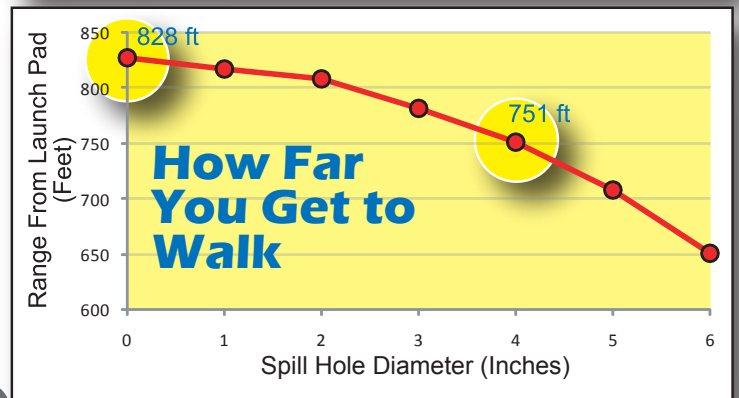 850
828 ft
800
751 ft
750
700
650
600
Range From Launch Pad
(Feet)
How Far
You Get to
Walk
0 1 2 3 4 5 6
Spill Hole Diameter (Inches)